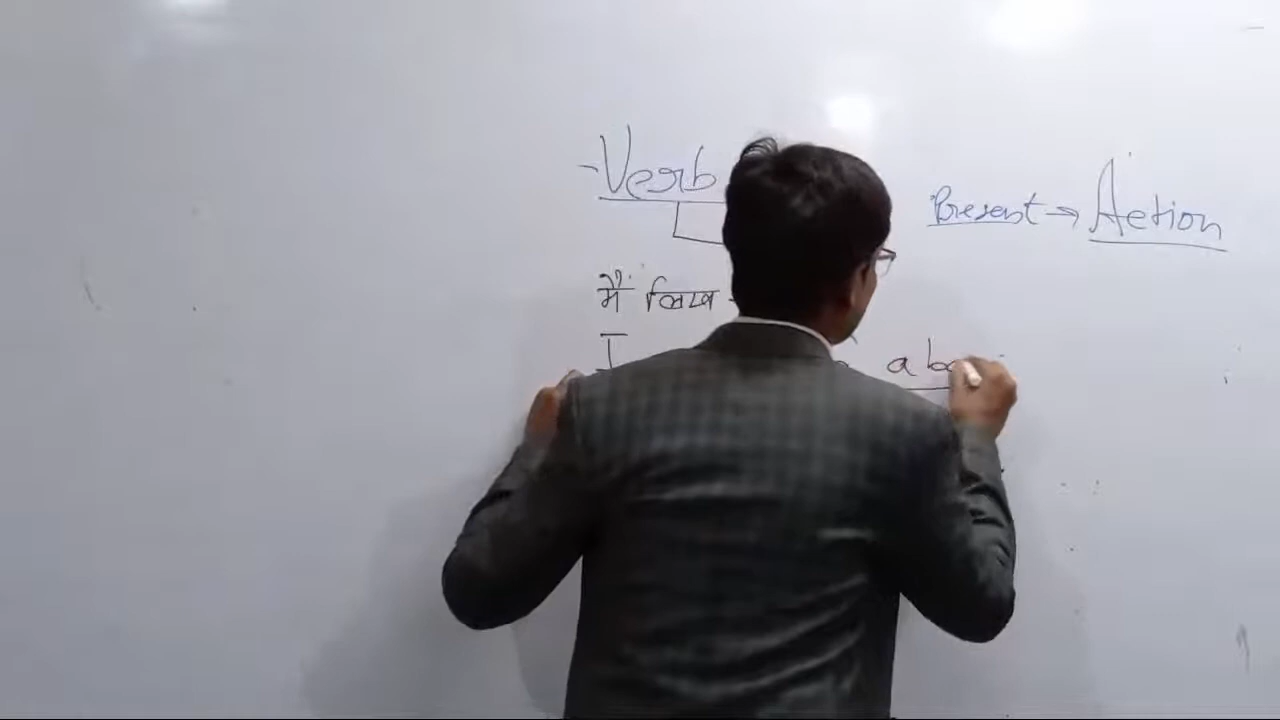 Verb Present → Action
मैं लिख
I a